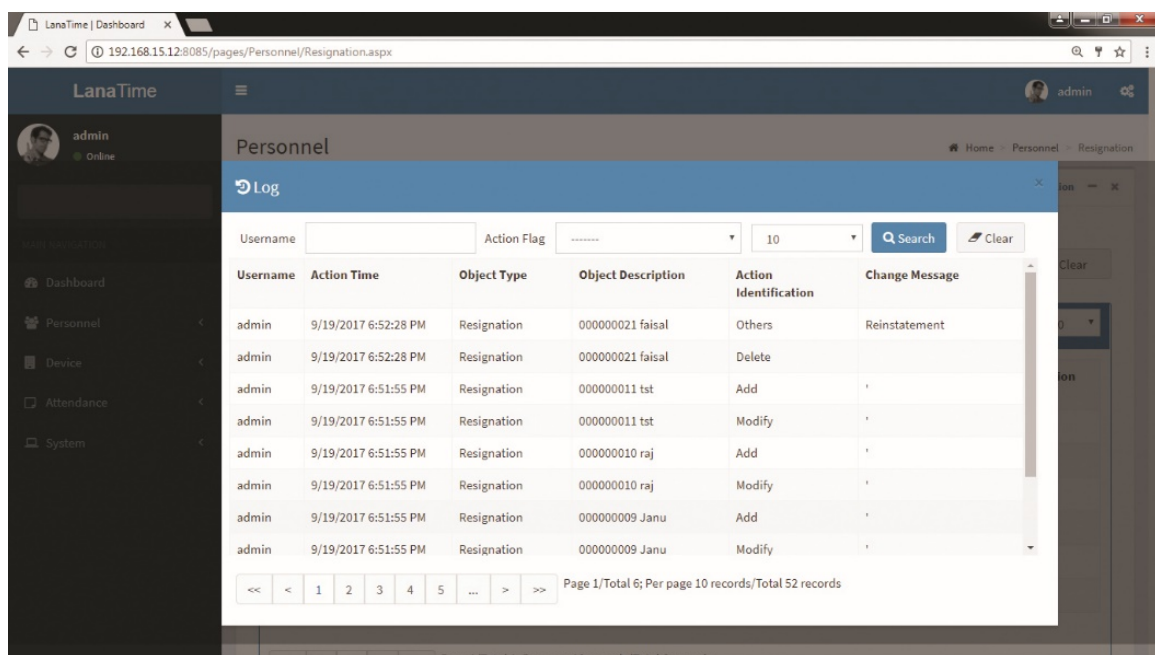 LanaTime | Dashboard
192.168.15.12:8085/pages/Personnel/Resignation.aspx
LanaTime
admin
admin
Online
Personnel
Home > Personnel > Resignation
Log
Username
Action Flag
-------
10
Search
Clear
Username Action Time Object Type Object Description Action Identification Change Message
admin 9/19/2017 6:52:28 PM Resignation 000000021 faisal Others Reinstatement
admin 9/19/2017 6:52:28 PM Resignation 000000021 faisal Delete
admin 9/19/2017 6:51:55 PM Resignation 000000011 tst Add '
admin 9/19/2017 6:51:55 PM Resignation 000000011 tst Modify '
admin 9/19/2017 6:51:55 PM Resignation 000000010 raj Add '
admin 9/19/2017 6:51:55 PM Resignation 000000010 raj Modify '
admin 9/19/2017 6:51:55 PM Resignation 000000009 Janu Add '
admin 9/19/2017 6:51:55 PM Resignation 000000009 Janu Modify '
<< < 1 2 3 4 5 ... > >> Page 1/Total 6; Per page 10 records/Total 52 records
MAIN NAVIGATION
Dashboard
Personnel
Device
Attendance
System
Clear